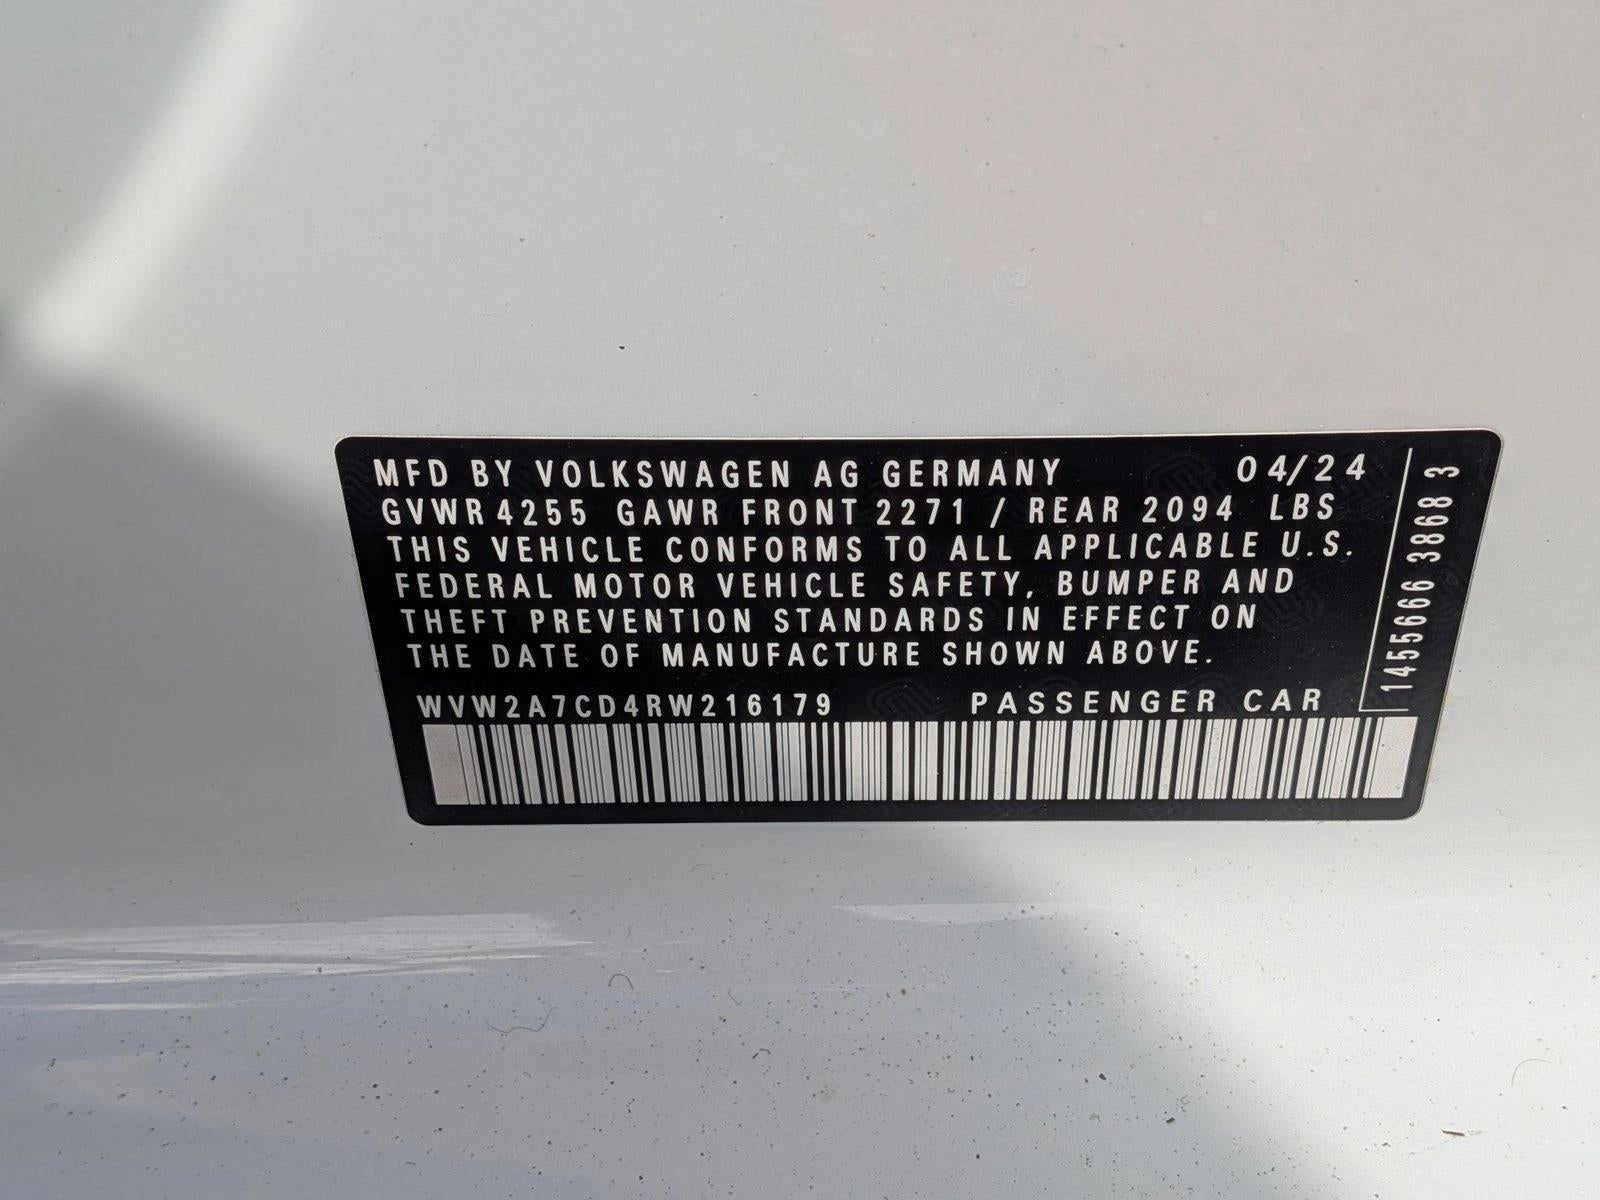 MFD BY VOLKSWAGEN AG GERMANY 04/24
GVWR 4255 GAWR FRONT 2271 / REAR 2094 LBS
THIS VEHICLE CONFORMS TO ALL APPLICABLE U.S.
FEDERAL MOTOR VEHICLE SAFETY, BUMPER AND
THEFT PREVENTION STANDARDS IN EFFECT ON
THE DATE OF MANUFACTURE SHOWN ABOVE.
WVW2A7CD4RW216179 PASSENGER CAR
1455666 3868 3